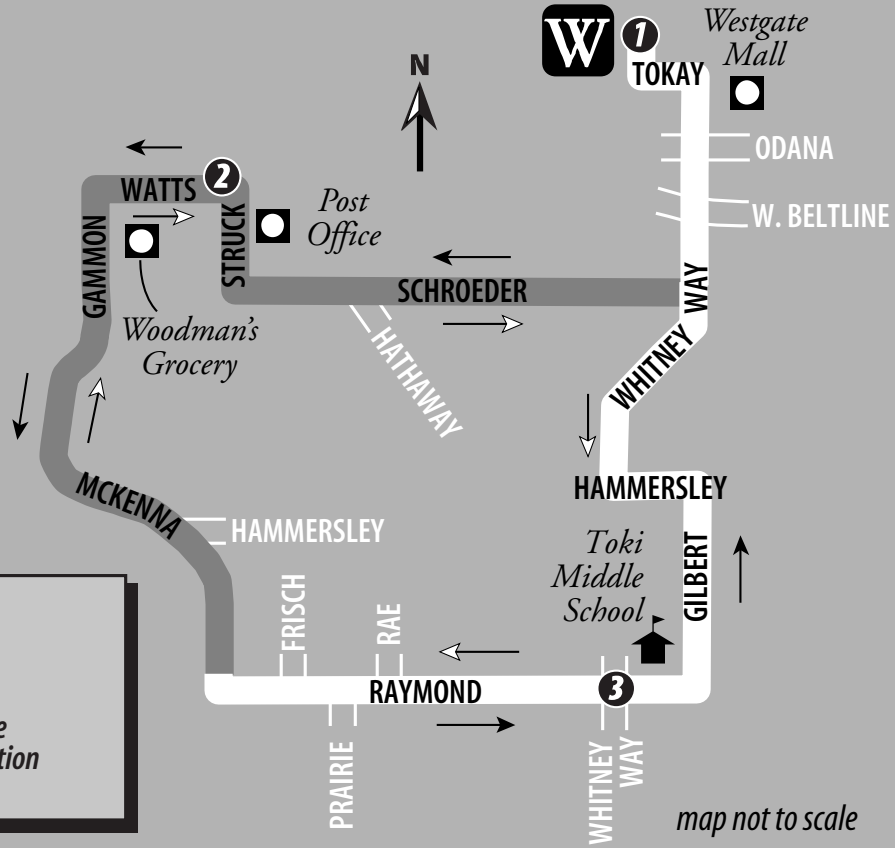 W
1
Westgate
Mall
TOKAY
N
ODANA
WATTS
2
Post
Office
W. BELTLINE
GAMMON
STRUCK
SCHROEDER
WHITNEY WAY
Woodman's
Grocery
HATHAWAY
HAMMERSLEY
MCKENNA
HAMMERSLEY
Toki
Middle
School
GILBERT
FRISCH
RAE
RAYMOND
3
PRAIRIE
WHITNEY
WAY
map not to scale